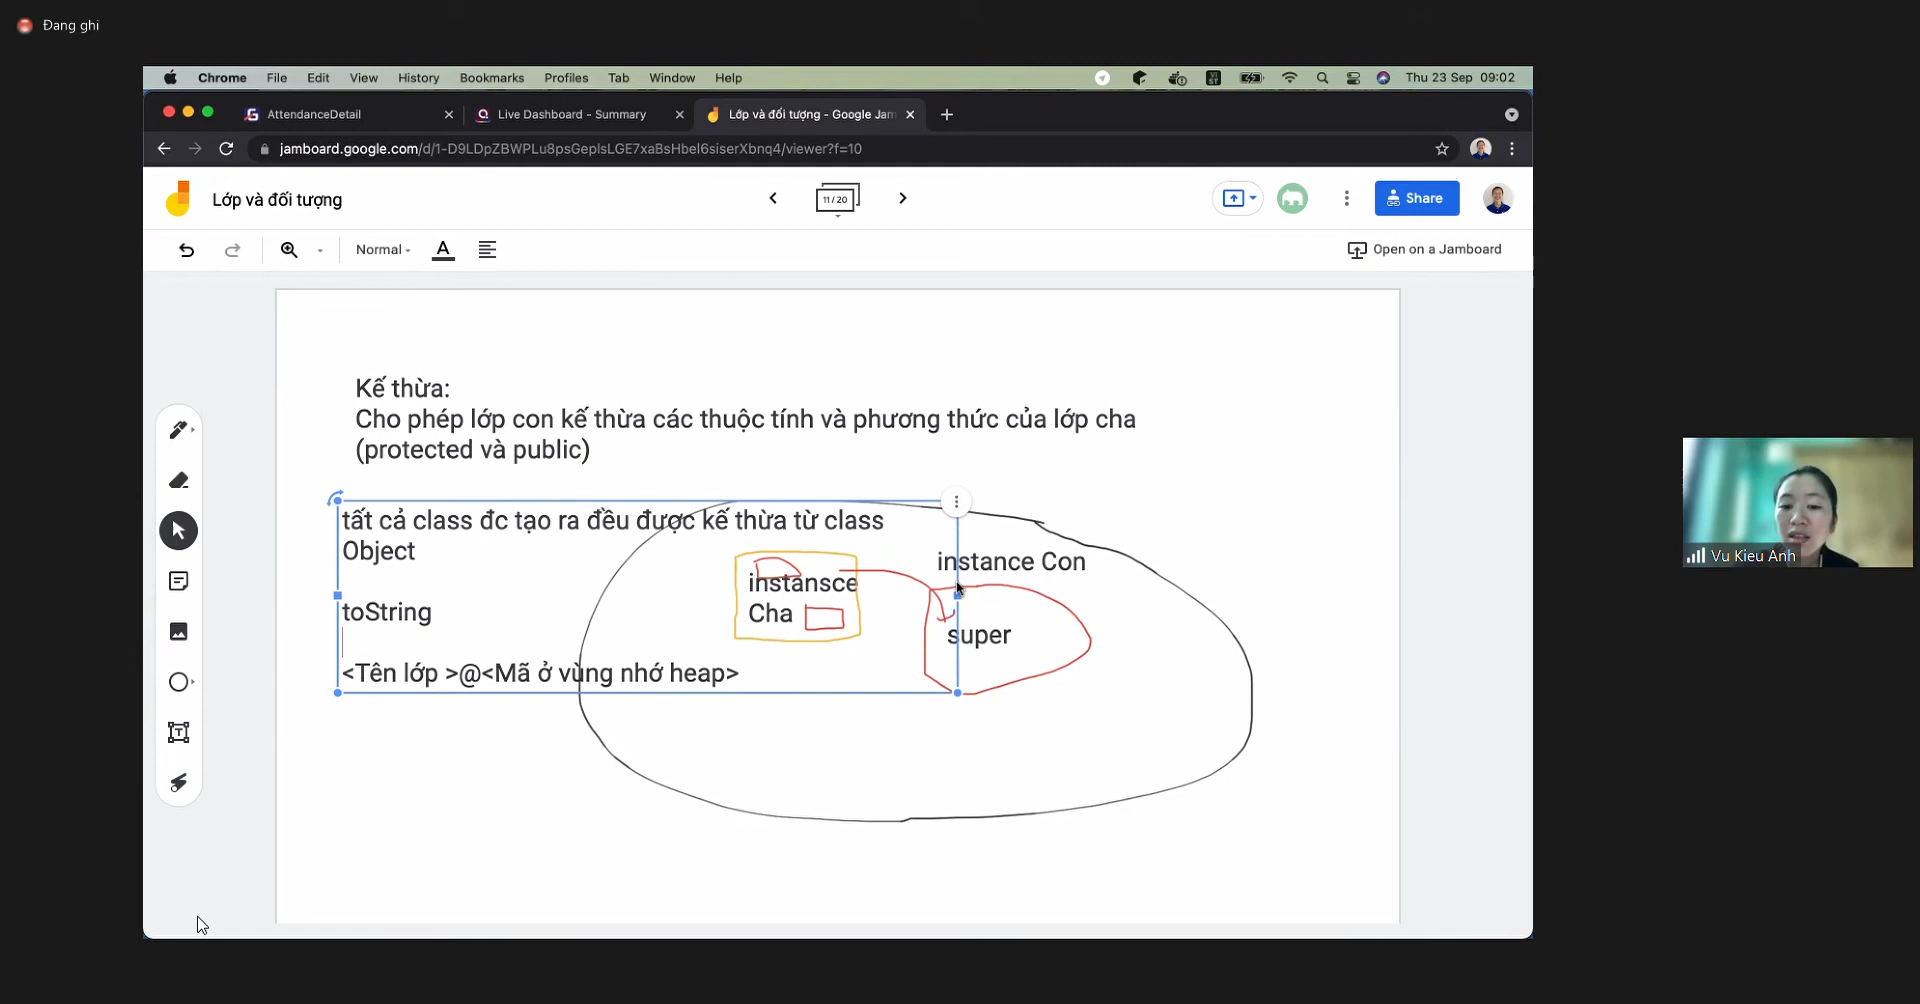 Đang ghi
Chrome File Edit View History Bookmarks Profiles Tab Window Help
Thu 23 Sep 09:02
AttendanceDetail
Live Dashboard - Summary
Lớp và đối tượng - Google Jam
jamboard.google.com/d/1-D9LDpZBWPLu8psGeplsLGE7xaBsHbel6siserXbnq4/viewer?f=10
Lớp và đối tượng
11 / 20
Share
Normal
A
Open on a Jamboard
Kế thừa:
Cho phép lớp con kế thừa các thuộc tính và phương thức của lớp cha
(protected và public)
tất cả class đc tạo ra đều được kế thừa từ class
Object
toString
<Tên lớp >@<Mã ở vùng nhớ heap>
instansce
Cha
instance Con
super
Vu Kieu Anh